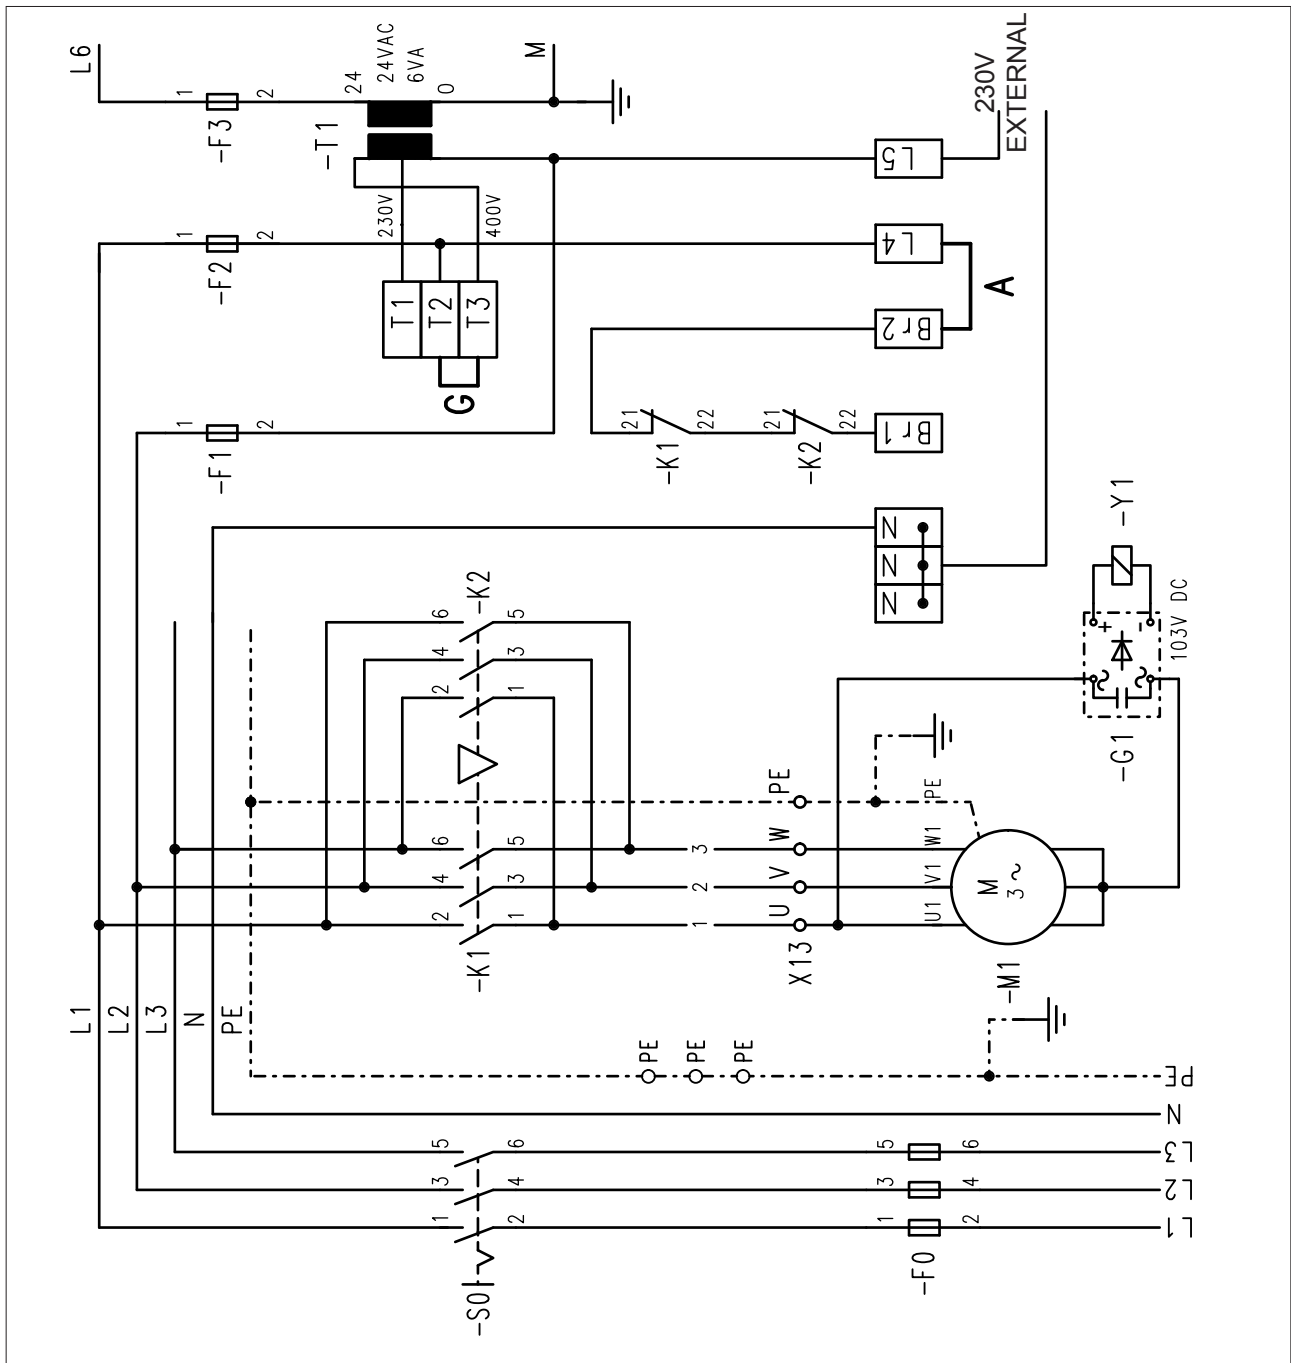 L6
1
2
-F3
24
24VAC
6VA
0
-T1
M
230V
EXTERNAL
L5
1
2
-F2
230V
400V
T1
T2
T3
G
L4
A
Br2
1
2
-F1
21
22
-K1
21
22
-K2
Br1
N
N
N
-Y1
+
-
103V DC
-G1
-K2
6
5
4
3
2
1
6
5
4
3
2
1
-K1
3
2
1
PE
W
V
U
X13
PE
W1
V1
U1
M
3 ~
-M1
L1
L2
L3
N
PE
PE
PE
PE
PE
N
5
6
5
6
L3
3
4
3
4
L2
1
2
1
2
L1
-S0
-F0